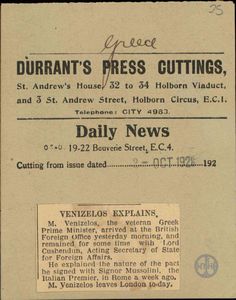 25
Greece
DURRANT'S PRESS CUTTINGS,
St. Andrew's House, 32 to 34 Holborn Viaduct,
and 3 St. Andrew Street, Holborn Circus, E.C.1.
Telephone: CITY 4963.
Daily News
19-22 Bouverie Street, E.C.4.
Cutting from issue dated OCT 192
VENIZELOS EXPLAINS.
M. Venizelos, the veteran Greek
Prime Minister, arrived at the British
Foreign Office yesterday morning, and
remained for some time with Lord
Cushendun, Acting Secretary of State
for Foreign Affairs.
He explained the nature of the pact
he signed with Signor Mussolini,
the Italian Premier, in Rome a week ago.
M. Venizelos leaves London to-day.